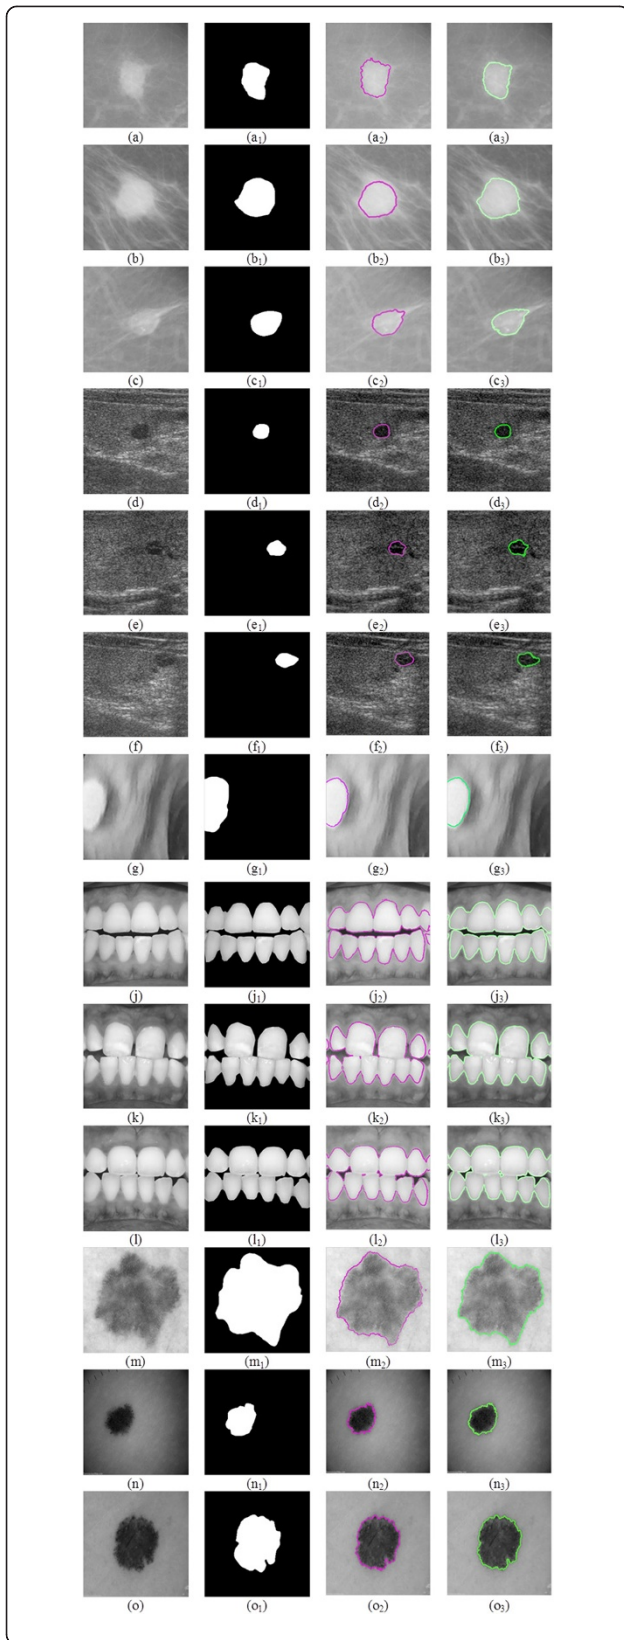 (a) (a₁) (a₂) (a₃)
(b) (b₁) (b₂) (b₃)
(c) (c₁) (c₂) (c₃)
(d) (d₁) (d₂) (d₃)
(e) (e₁) (e₂) (e₃)
(f) (f₁) (f₂) (f₃)
(g) (g₁) (g₂) (g₃)
(j) (j₁) (j₂) (j₃)
(k) (k₁) (k₂) (k₃)
(l) (l₁) (l₂) (l₃)
(m) (m₁) (m₂) (m₃)
(n) (n₁) (n₂) (n₃)
(o) (o₁) (o₂) (o₃)